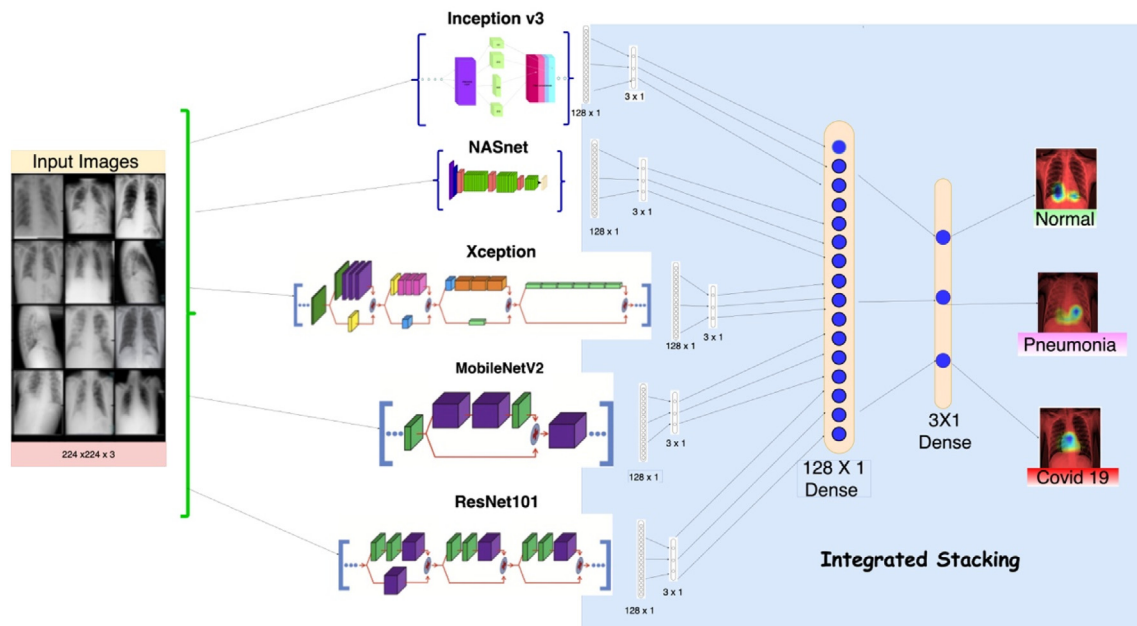 Input Images
224 x224 x 3
Inception v3
128 x 1
3 x 1
NASnet
128 x 1
3 x 1
Xception
128 x 1
3 x 1
MobileNetV2
128 x 1
3 x 1
ResNet101
128 x 1
3 x 1
128 X 1
Dense
3X1
Dense
Normal
Pneumonia
Covid 19
Integrated Stacking